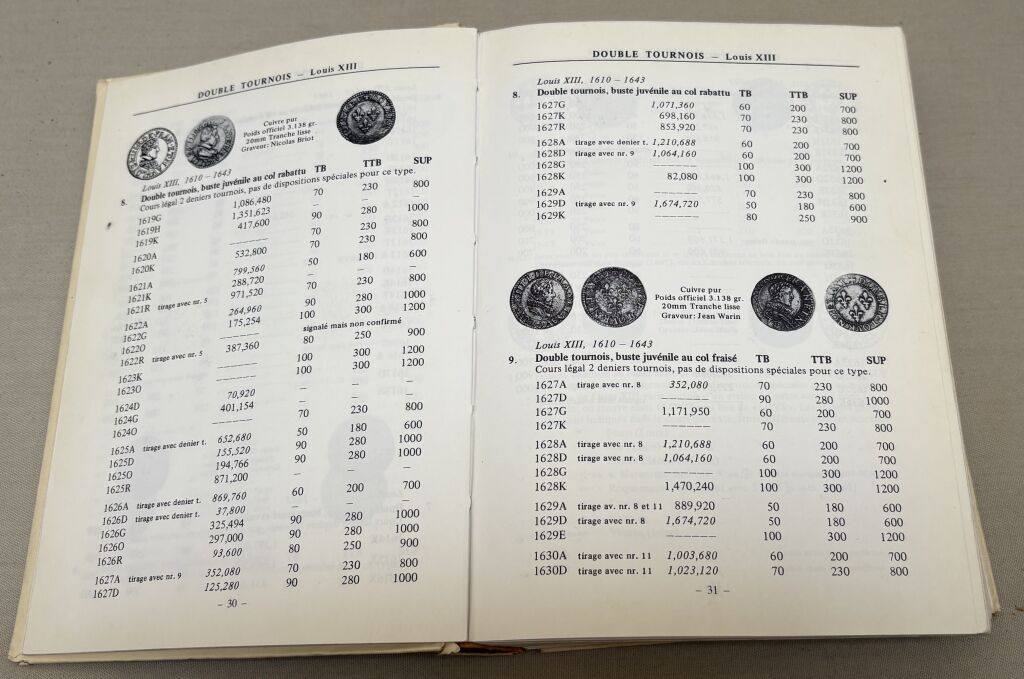 DOUBLE TOURNOIS – Louis XIII
Cuivre pur
Poids officiel 3.138 gr.
20mm Tranche lisse
Graveur: Nicolas Briot
Louis XIII, 1610 – 1643
8. Double tournois, buste juvénile au col rabattu TB TTB SUP
Cours légal 2 deniers tournois, pas de dispositions spéciales pour ce type.
1619G 1,086,480 70 230 800
1619H 1,351,623 – – –
1619K 417,600 90 280 1000
1620A –––––– 70 230 800
1620K 532,800 70 230 800
1621A 799,560 50 180 600
1621K 288,720 – – –
1621R 971,520 70 230 800
1622A tirage avec nr. 5 264,960 90 280 1000
1622G 175,254 100 300 1200
1622O –––––– signalé mais non confirmé
1622R tirage avec nr. 5 387,360 80 250 900
1623K –––––– 100 300 1200
1623O –––––– 100 300 1200
1624D 70,920 – – –
1624G 401,154 – – –
1624O –––––– 70 230 800
1625A tirage avec denier t. 652,680 50 180 600
1625D 155,520 90 280 1000
1625O 194,766 90 280 1000
1625R 871,200
1626A tirage avec denier t. 869,760 60 200 700
1626D tirage avec denier t. 37,800 – – –
1626G 325,494 90 280 1000
1626O 297,000 90 280 1000
1626R 93,600 80 250 900
1627A tirage avec nr. 9 352,080 70 230 800
1627D 125,280 90 280 1000
– 30 –
DOUBLE TOURNOIS – Louis XIII
Louis XIII, 1610 – 1643
8. Double tournois, buste juvénile au col rabattu TB TTB SUP
1627G 1,071,360 60 200 700
1627K 698,160 70 230 800
1627R 853,920 70 230 800
1628A tirage avec denier t. 1,210,688 60 200 700
1628D tirage avec nr. 9 1,064,160 60 200 700
1628G –––––– 100 300 1200
1628K 82,080 100 300 1200
1629A –––––– 70 230 800
1629D tirage avec nr. 9 1,674,720 50 180 600
1629K –––––– 80 250 900
Cuivre pur
Poids officiel 3.138 gr.
20mm Tranche lisse
Graveur: Jean Warin
Louis XIII, 1610 – 1643
9. Double tournois, buste juvénile au col fraisé TB TTB SUP
Cours légal 2 deniers tournois, pas de dispositions spéciales pour ce type.
1627A tirage avec nr. 8 352,080 70 230 800
1627D –––––– 90 280 1000
1627G 1,171,950 60 200 700
1627K –––––– 70 230 800
1628A tirage avec nr. 8 1,210,688 60 200 700
1628D tirage avec nr. 8 1,064,160 60 200 700
1628G –––––– 100 300 1200
1628K 1,470,240 100 300 1200
1629A tirage av. nr. 8 et 11 889,920 50 180 600
1629D tirage avec nr. 8 1,674,720 50 180 600
1629E –––––– 100 300 1200
1630A tirage avec nr. 11 1,003,680 60 200 700
1630D tirage avec nr. 11 1,023,120 70 230 800
– 31 –